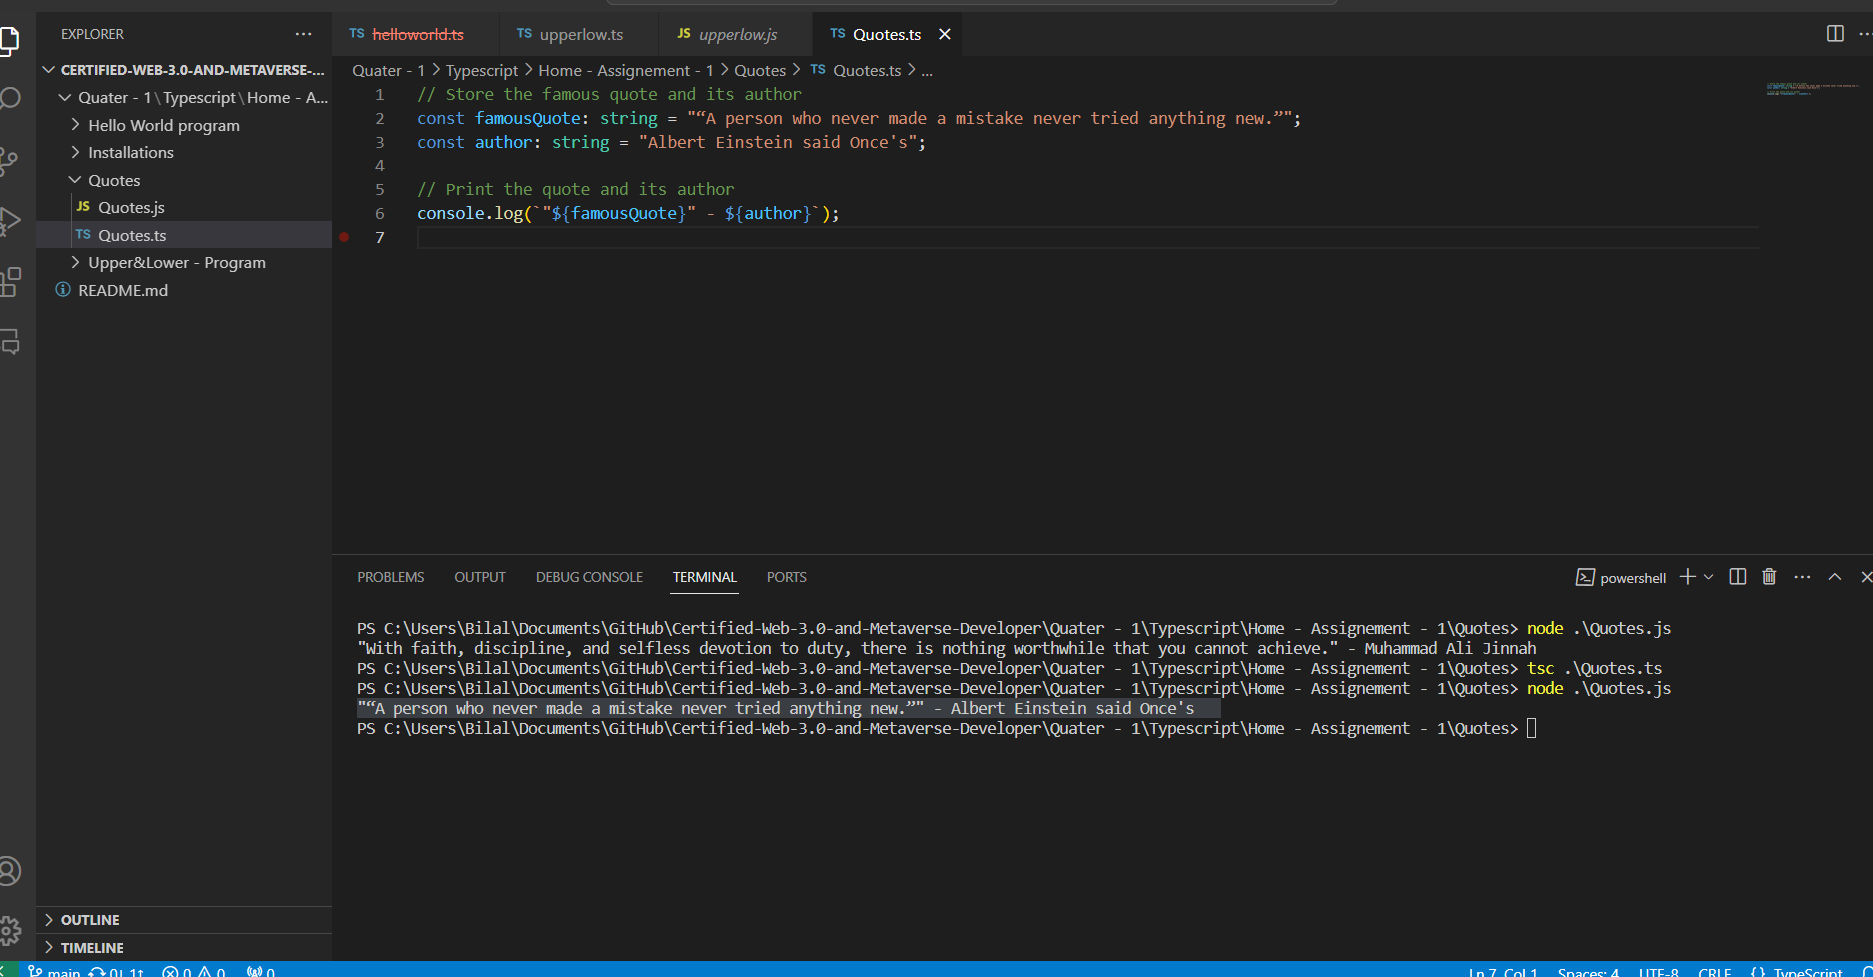 EXPLORER
CERTIFIED-WEB-3.0-AND-METAVERSE-...
Quater - 1\Typescript\Home - A...
Hello World program
Installations
Quotes
JS Quotes.js
TS Quotes.ts
Upper&Lower - Program
README.md
OUTLINE
TIMELINE
TS helloworld.ts TS upperlow.ts JS upperlow.js TS Quotes.ts
Quater - 1 > Typescript > Home - Assignement - 1 > Quotes > TS Quotes.ts > ...
1 // Store the famous quote and its author
2 const famousQuote: string = "“A person who never made a mistake never tried anything new.”";
3 const author: string = "Albert Einstein said Once's";
4
5 // Print the quote and its author
6 console.log(`"${famousQuote}" - ${author}`);
7
PROBLEMS OUTPUT DEBUG CONSOLE TERMINAL PORTS
powershell
PS C:\Users\Bilal\Documents\GitHub\Certified-Web-3.0-and-Metaverse-Developer\Quater - 1\Typescript\Home - Assignement - 1\Quotes> node .\Quotes.js
"With faith, discipline, and selfless devotion to duty, there is nothing worthwhile that you cannot achieve." - Muhammad Ali Jinnah
PS C:\Users\Bilal\Documents\GitHub\Certified-Web-3.0-and-Metaverse-Developer\Quater - 1\Typescript\Home - Assignement - 1\Quotes> tsc .\Quotes.ts
PS C:\Users\Bilal\Documents\GitHub\Certified-Web-3.0-and-Metaverse-Developer\Quater - 1\Typescript\Home - Assignement - 1\Quotes> node .\Quotes.js
"“A person who never made a mistake never tried anything new.”" - Albert Einstein said Once's
PS C:\Users\Bilal\Documents\GitHub\Certified-Web-3.0-and-Metaverse-Developer\Quater - 1\Typescript\Home - Assignement - 1\Quotes>
main 0↓ 1↑ 0 0 0 Ln 7, Col 1 Spaces: 4 UTF-8 CRLF {} TypeScript